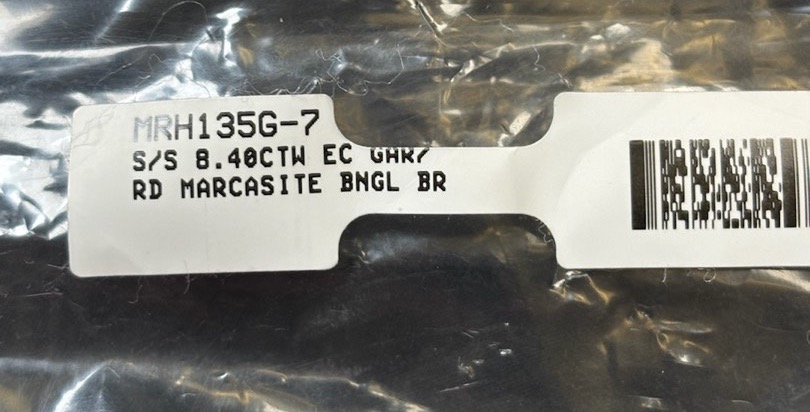 MRH135G-7
S/S 8.40CTW EC GAR/
RD MARCASITE BNGL BR